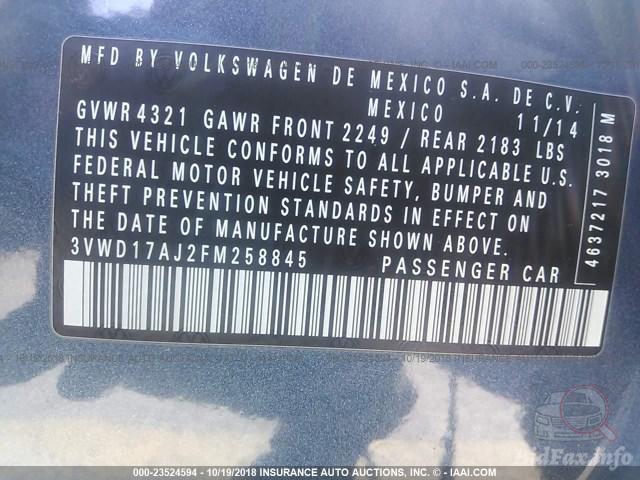 MFD BY VOLKSWAGEN DE MEXICO S.A. DE C.V.
MEXICO 11/14
GVWR 4321 GAWR FRONT 2249 / REAR 2183 LBS
THIS VEHICLE CONFORMS TO ALL APPLICABLE U.S.
FEDERAL MOTOR VEHICLE SAFETY, BUMPER AND
THEFT PREVENTION STANDARDS IN EFFECT ON
THE DATE OF MANUFACTURE SHOWN ABOVE.
3VWD17AJ2FM258845 PASSENGER CAR
4637217 3018 M
BidFax.info
000-23524594 - 10/19/2018 INSURANCE AUTO AUCTIONS, INC. - IAAI.COM